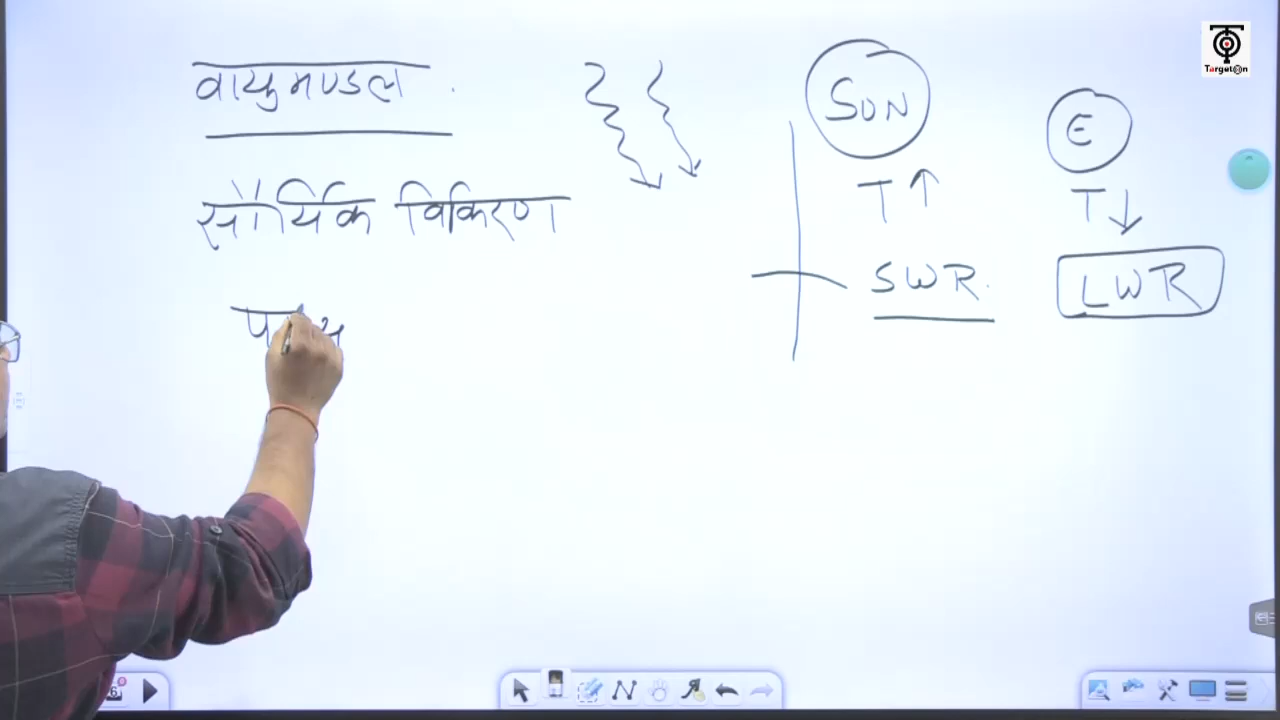 वायुमण्डल
सौर्यिक विकिरण
SUN
T↑
SWR.
E
T↓
LWR
Target@n